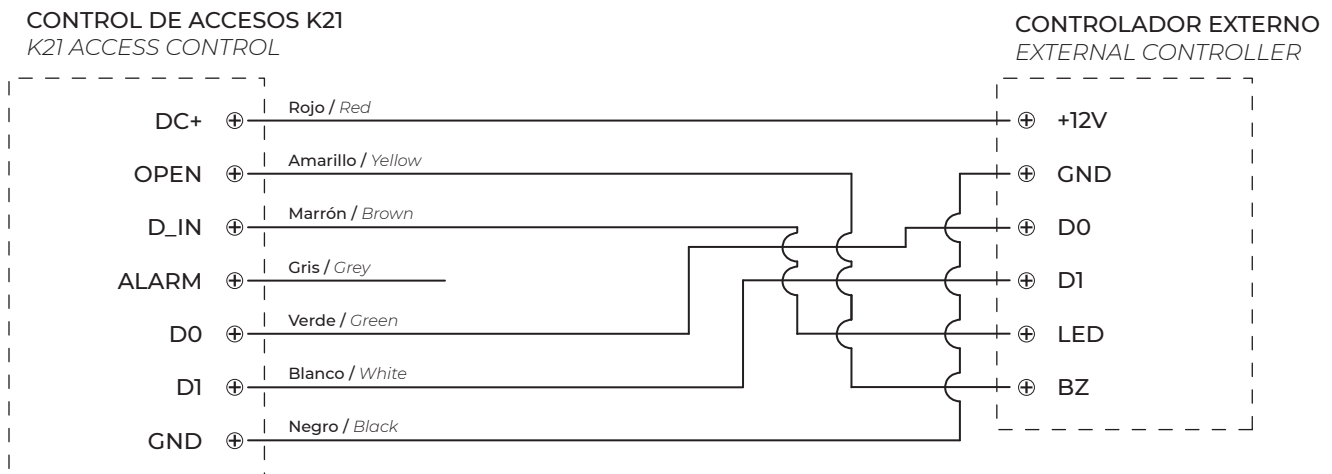 CONTROL DE ACCESOS K21
K21 ACCESS CONTROL
CONTROLADOR EXTERNO
EXTERNAL CONTROLLER
DC+ Rojo / Red +12V
OPEN Amarillo / Yellow GND
D_IN Marrón / Brown D0
ALARM Gris / Grey D1
D0 Verde / Green LED
D1 Blanco / White BZ
GND Negro / Black